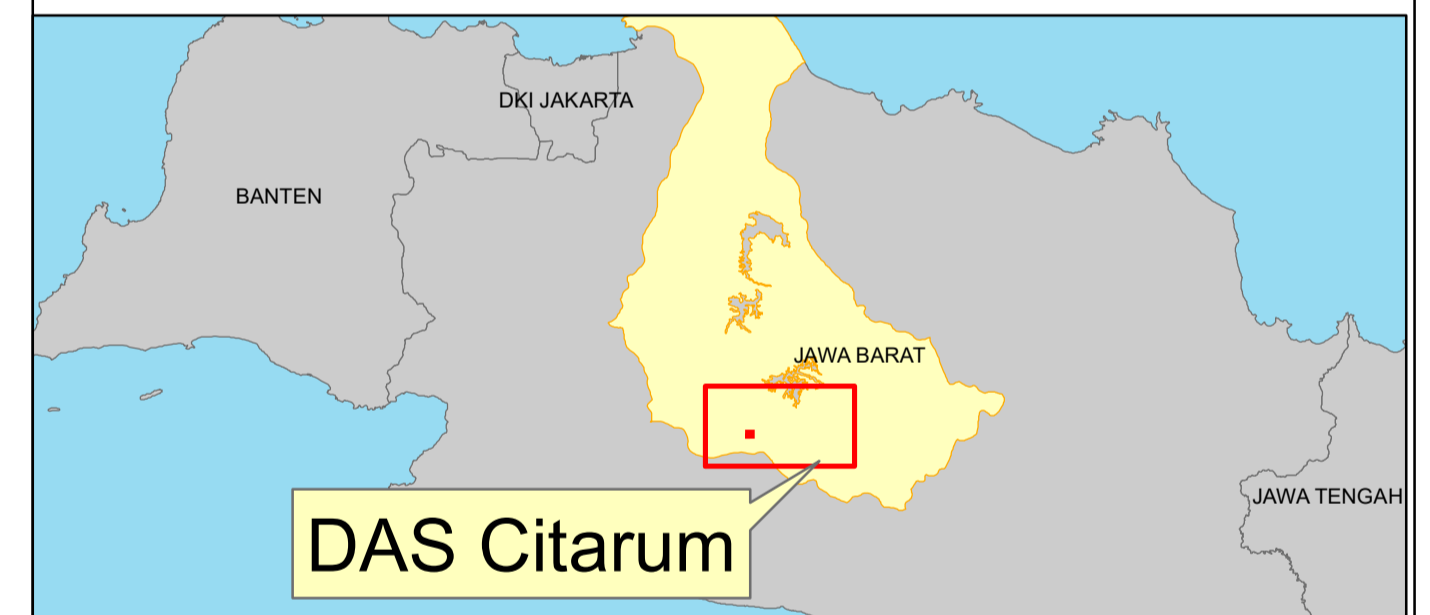 DKI JAKARTA
BANTEN
JAWA BARAT
JAWA TENGAH
DAS Citarum